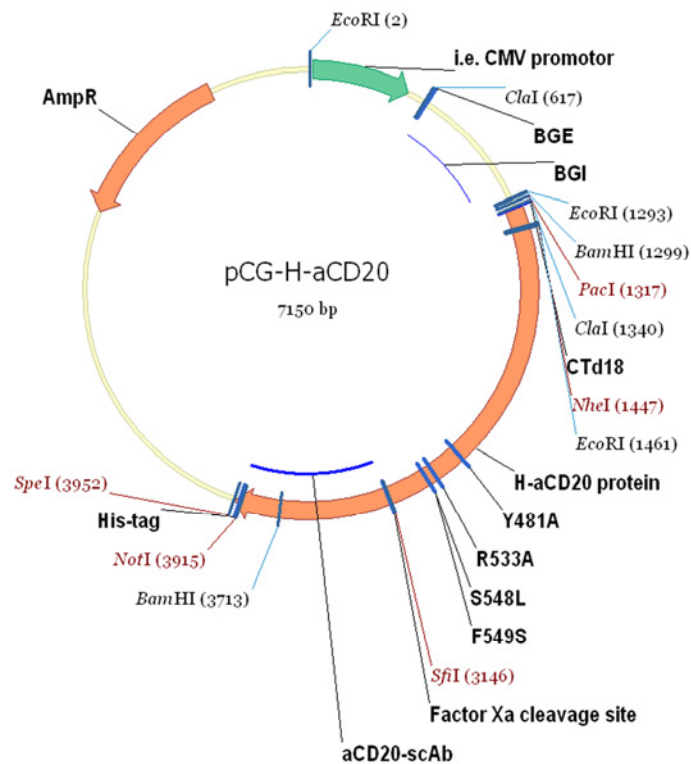 EcoRI (2)
i.e. CMV promotor
AmpR
ClaI (617)
BGE
BGI
EcoRI (1293)
BamHI (1299)
pCG-H-aCD20
7150 bp
PacI (1317)
ClaI (1340)
CTd18
NheI (1447)
EcoRI (1461)
H-aCD20 protein
SpeI (3952)
His-tag
Y481A
NotI (3915)
R533A
BamHI (3713)
S548L
F549S
SfiI (3146)
Factor Xa cleavage site
aCD20-scAb